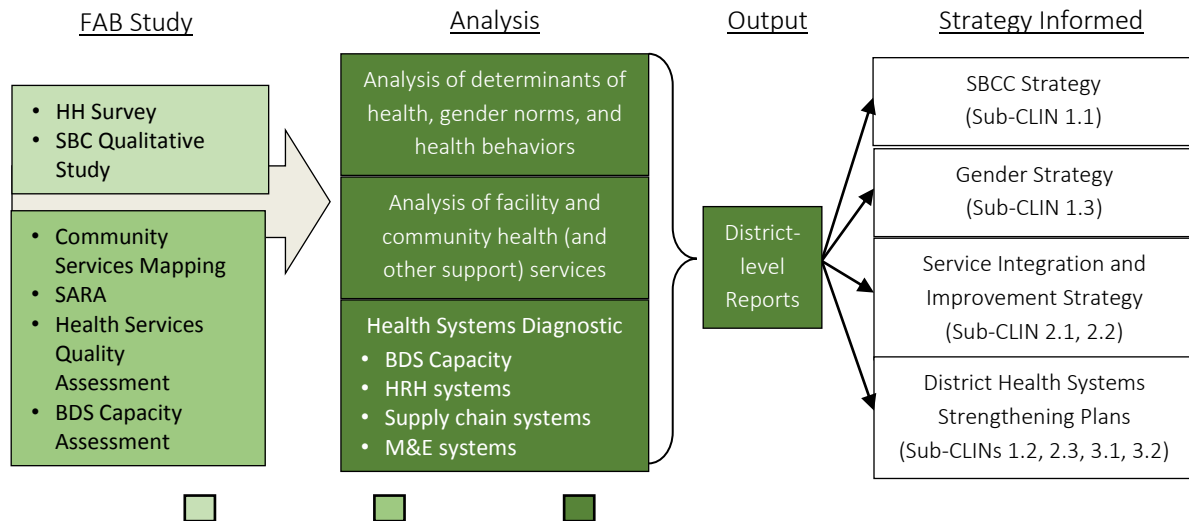 FAB Study
Analysis
Output
Strategy Informed
• HH Survey
• SBC Qualitative
Study
• Community
Services Mapping
• SARA
• Health Services
Quality
Assessment
• BDS Capacity
Assessment
Analysis of determinants of
health, gender norms, and
health behaviors
Analysis of facility and
community health (and
other support) services
Health Systems Diagnostic
• BDS Capacity
• HRH systems
• Supply chain systems
• M&E systems
District-
level
Reports
SBCC Strategy
(Sub-CLIN 1.1)
Gender Strategy
(Sub-CLIN 1.3)
Service Integration and
Improvement Strategy
(Sub-CLIN 2.1, 2.2)
District Health Systems
Strengthening Plans
(Sub-CLINs 1.2, 2.3, 3.1, 3.2)